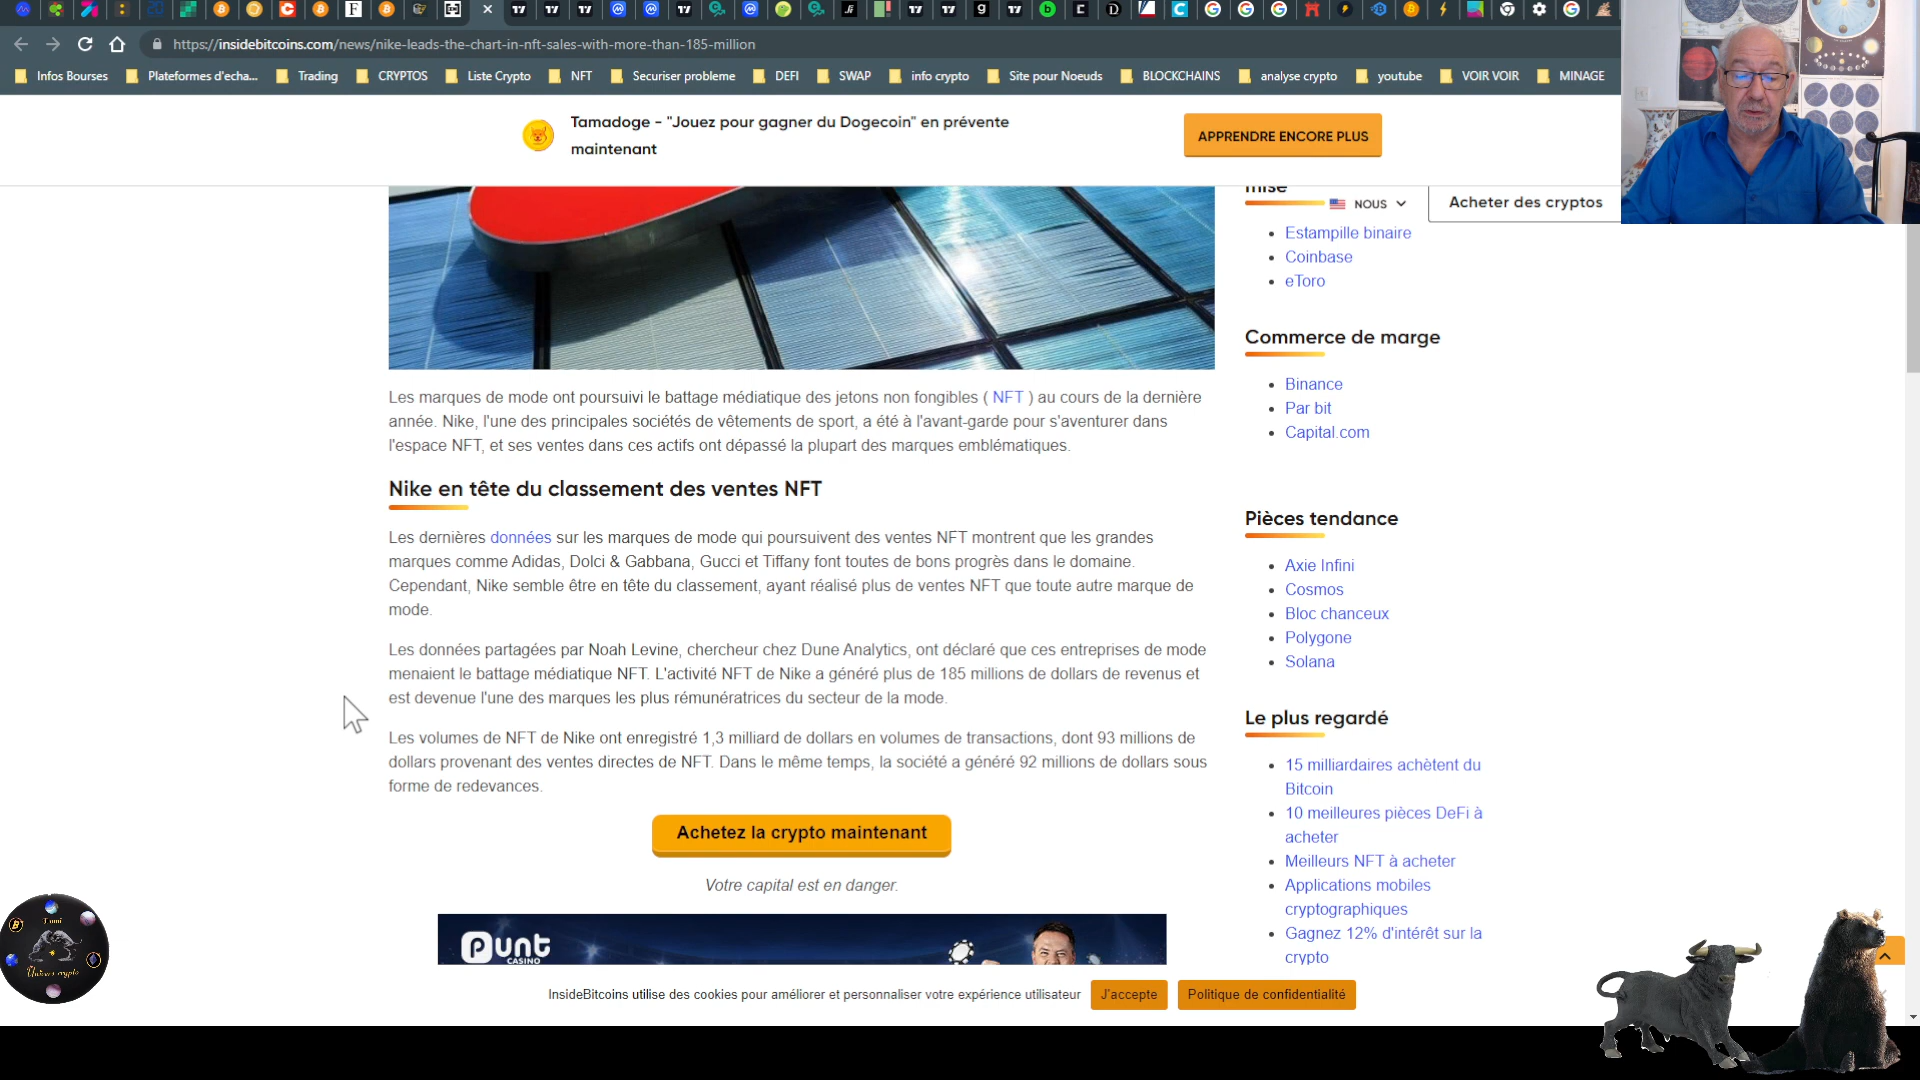 https://insidebitcoins.com/news/nike-leads-the-chart-in-nft-sales-with-more-than-185-million
Infos Bourses
Plateformes d'echa...
Trading
CRYPTOS
Liste Crypto
NFT
Securiser probleme
DEFI
SWAP
info crypto
Site pour Noeuds
BLOCKCHAINS
analyse crypto
youtube
VOIR VOIR
MINAGE
Tamadoge - "Jouez pour gagner du Dogecoin" en prévente
maintenant
APPRENDRE ENCORE PLUS
mise
NOUS
Acheter des cryptos
Estampille binaire
Coinbase
eToro
Commerce de marge
Binance
Par bit
Capital.com
Pièces tendance
Axie Infini
Cosmos
Bloc chanceux
Polygone
Solana
Le plus regardé
15 milliardaires achètent du
Bitcoin
10 meilleures pièces DeFi à
acheter
Meilleurs NFT à acheter
Applications mobiles
cryptographiques
Gagnez 12% d'intérêt sur la
crypto
Les marques de mode ont poursuivi le battage médiatique des jetons non fongibles ( NFT ) au cours de la dernière
année. Nike, l'une des principales sociétés de vêtements de sport, a été à l'avant-garde pour s'aventurer dans
l'espace NFT, et ses ventes dans ces actifs ont dépassé la plupart des marques emblématiques.
Nike en tête du classement des ventes NFT
Les dernières données sur les marques de mode qui poursuivent des ventes NFT montrent que les grandes
marques comme Adidas, Dolci & Gabbana, Gucci et Tiffany font toutes de bons progrès dans le domaine.
Cependant, Nike semble être en tête du classement, ayant réalisé plus de ventes NFT que toute autre marque de
mode.
Les données partagées par Noah Levine, chercheur chez Dune Analytics, ont déclaré que ces entreprises de mode
menaient le battage médiatique NFT. L'activité NFT de Nike a généré plus de 185 millions de dollars de revenus et
est devenue l'une des marques les plus rémunératrices du secteur de la mode.
Les volumes de NFT de Nike ont enregistré 1,3 milliard de dollars en volumes de transactions, dont 93 millions de
dollars provenant des ventes directes de NFT. Dans le même temps, la société a généré 92 millions de dollars sous
forme de redevances.
Achetez la crypto maintenant
Votre capital est en danger.
punt
CASINO
InsideBitcoins utilise des cookies pour améliorer et personnaliser votre expérience utilisateur
J'accepte
Politique de confidentialité
Univers crypto